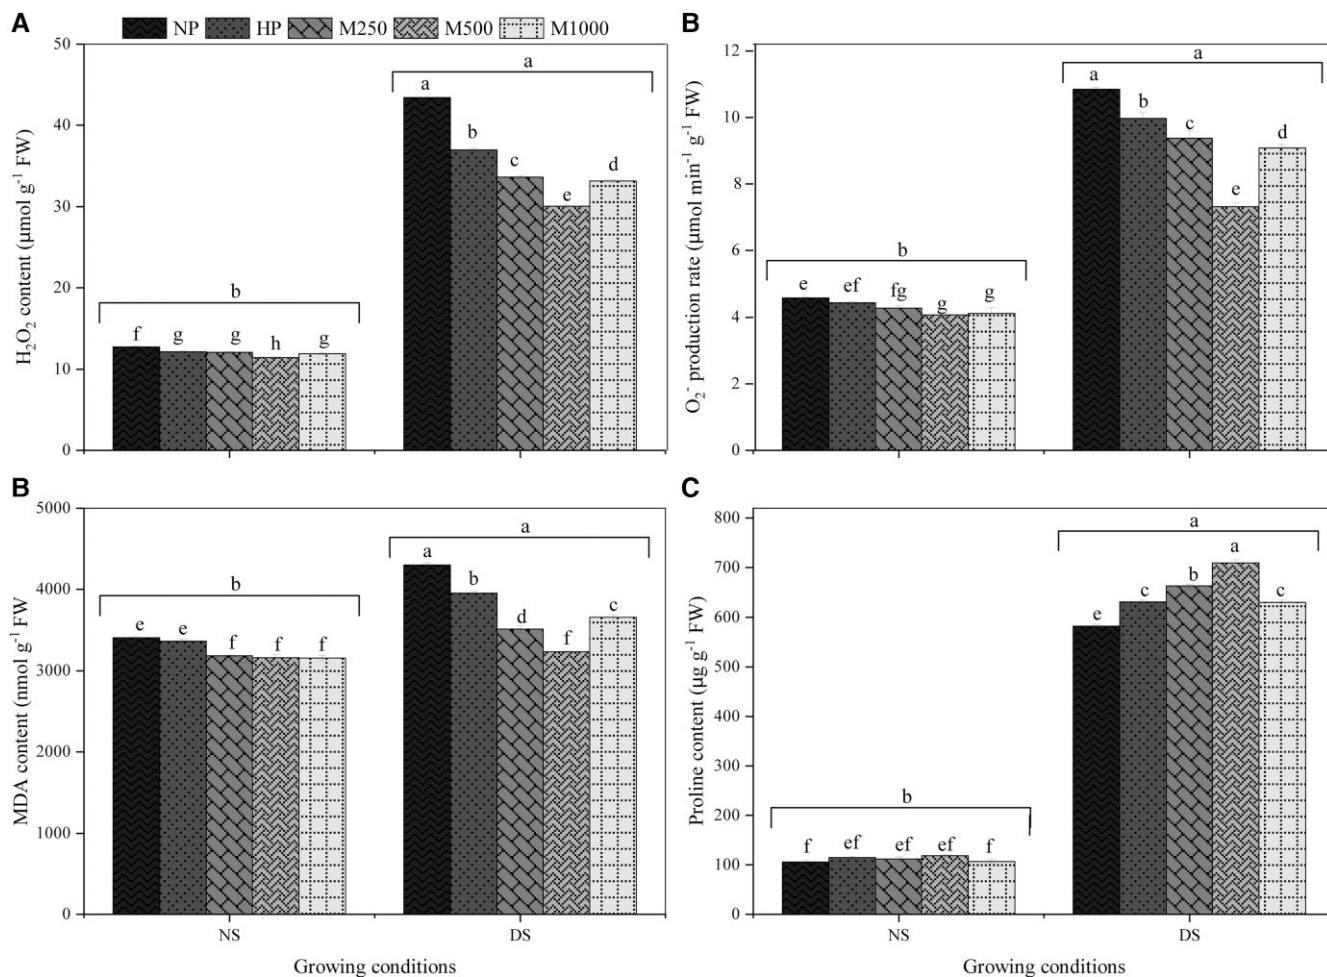 A
NP HP M250 M500 M1000
H₂O₂ content (µmol g⁻¹ FW)
50
40
30
20
10
0
b
f g g h g
a
a b c e d
B
O₂⁻ production rate (µmol min⁻¹ g⁻¹ FW)
12
10
8
6
4
2
0
b
e ef fg g g
a
a b c e d
B
MDA content (nmol g⁻¹ FW)
5000
4000
3000
2000
1000
0
b
e e f f f
a
a b d f c
NS DS
Growing conditions
C
Proline content (µg g⁻¹ FW)
800
700
600
500
400
300
200
100
0
b
f ef ef ef f
a
e c b a c
NS DS
Growing conditions